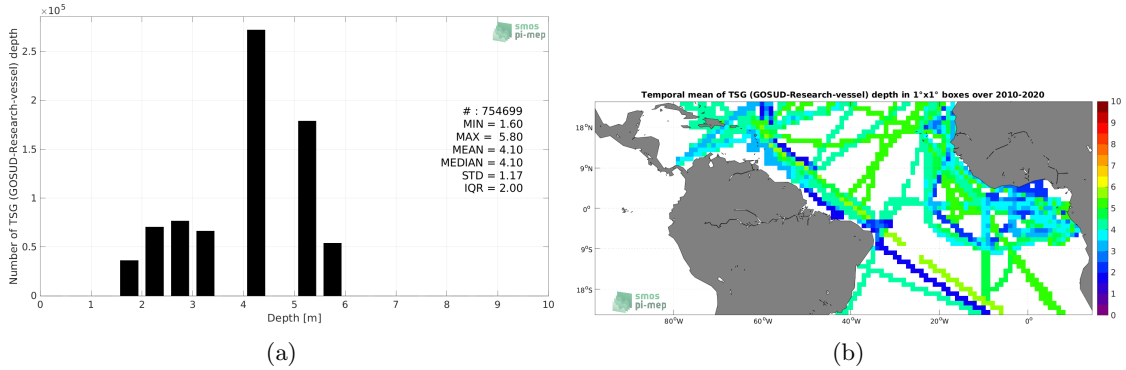 ×10⁵
smos
pi-mep
Number of TSG (GOSUD-Research-vessel) depth
2.5
2
1.5
1
0.5
0
# : 754699
MIN = 1.60
MAX = 5.80
MEAN = 4.10
MEDIAN = 4.10
STD = 1.17
IQR = 2.00
0 1 2 3 4 5 6 7 8 9 10
Depth [m]
(a)
Temporal mean of TSG (GOSUD-Research-vessel) depth in 1°x1° boxes over 2010-2020
18°N
9°N
0°
9°S
18°S
80°W 60°W 40°W 20°W 0°
10
9
8
7
6
5
4
3
2
1
0
smos
pi-mep
(b)